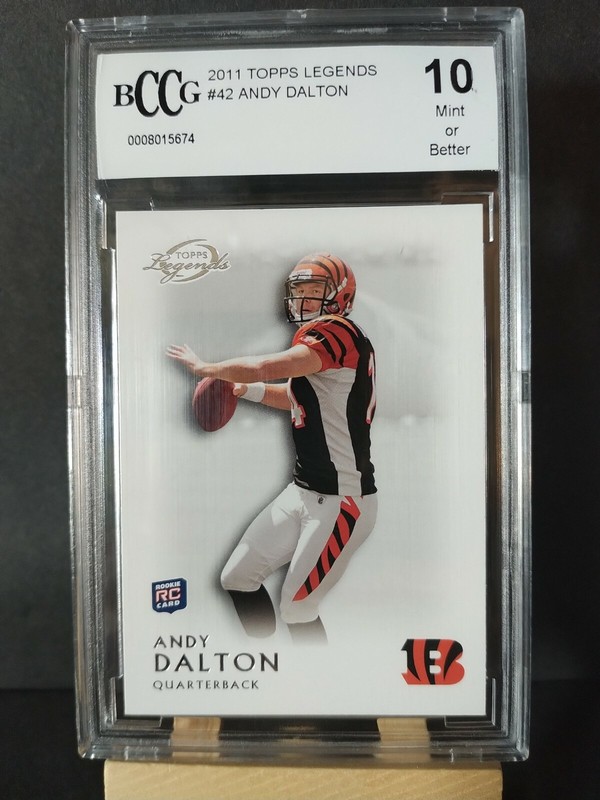 BCCG
2011 TOPPS LEGENDS
#42 ANDY DALTON
0008015674
10
Mint
or
Better
TOPPS
Legends
14
ROOKIE
RC
CARD
ANDY
DALTON
QUARTERBACK
B